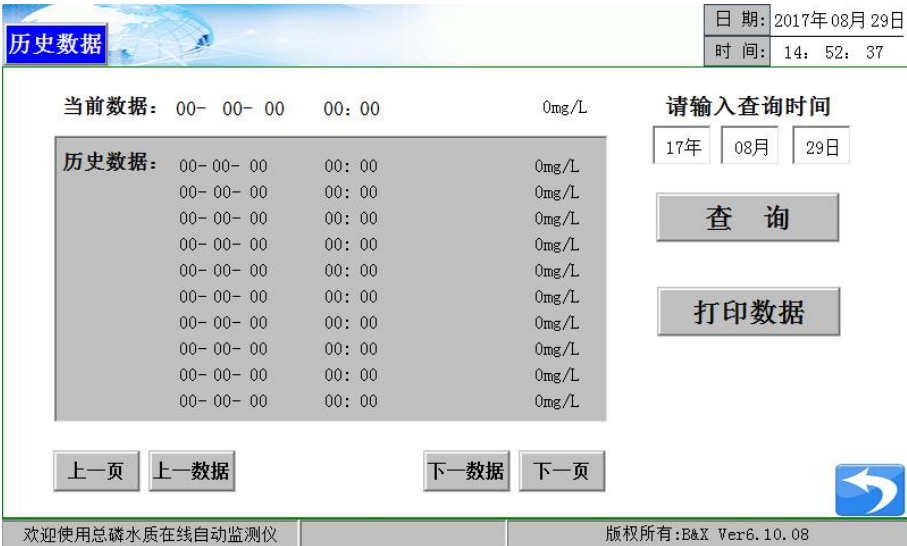 历史数据
日 期: 2017年08月29日
时 间: 14: 52: 37
当前数据: 00- 00- 00 00:00 0mg/L
请输入查询时间
17年 08月 29日
历史数据: 00-00-00 00:00 0mg/L
00-00-00 00:00 0mg/L
00-00-00 00:00 0mg/L
00-00-00 00:00 0mg/L
00-00-00 00:00 0mg/L
00-00-00 00:00 0mg/L
00-00-00 00:00 0mg/L
00-00-00 00:00 0mg/L
00-00-00 00:00 0mg/L
00-00-00 00:00 0mg/L
查 询
打印数据
上一页 上一数据 下一数据 下一页
欢迎使用总磷水质在线自动监测仪 版权所有:B&X Ver6.10.08